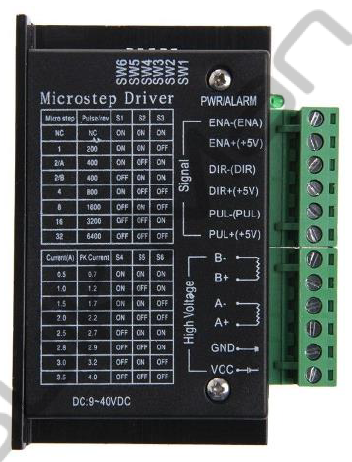 SW6 SW5 SW4 SW3 SW2 SW1
Microstep Driver
PWR/ALARM
Micro step Pulse/rev S1 S2 S3
NC NC ON ON ON
1 200 ON ON OFF
2/A 400 ON OFF ON
2/B 400 OFF ON ON
4 800 ON OFF OFF
8 1600 OFF ON OFF
16 3200 OFF OFF ON
32 6400 OFF OFF OFF
Current(A) PK Current S4 S5 S6
0.5 0.7 ON ON ON
1.0 1.2 ON OFF ON
1.5 1.7 ON ON OFF
2.0 2.2 ON OFF OFF
2.5 2.7 OFF ON ON
2.8 2.9 OFF OFF ON
3.0 3.2 OFF ON OFF
3.5 4.0 OFF OFF OFF
DC:9~40VDC
Signal
ENA-(ENA)
ENA+(+5V)
DIR-(DIR)
DIR+(+5V)
PUL-(PUL)
PUL+(+5V)
High Voltage
B-
B+
A-
A+
GND
VCC